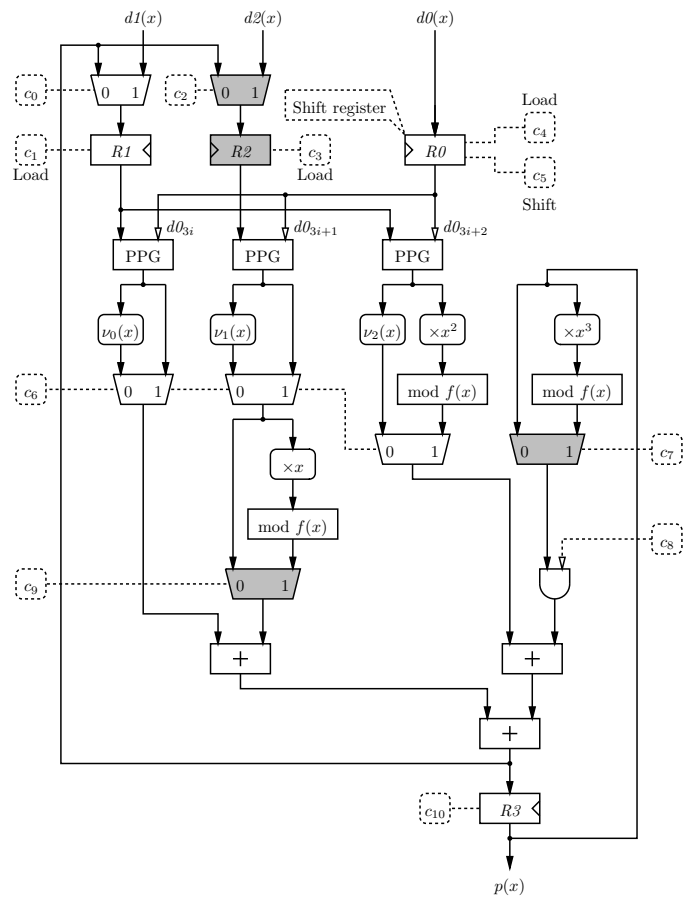 d1(x) d2(x) d0(x)
c₀ 0 1 c₂ 0 1
Shift register
Load
c₄
c₁ R1 R2 c₃ R0
Load Load
c₅
Shift
d0₃ᵢ d0₃ᵢ₊₁ d0₃ᵢ₊₂
PPG PPG PPG
ν₀(x) ν₁(x) ν₂(x) ×x² ×x³
c₆ 0 1 0 1 mod f(x) mod f(x)
0 1 0 1 c₇
×x
mod f(x)
c₈
c₉ 0 1
+ +
+
c₁₀ R3
p(x)